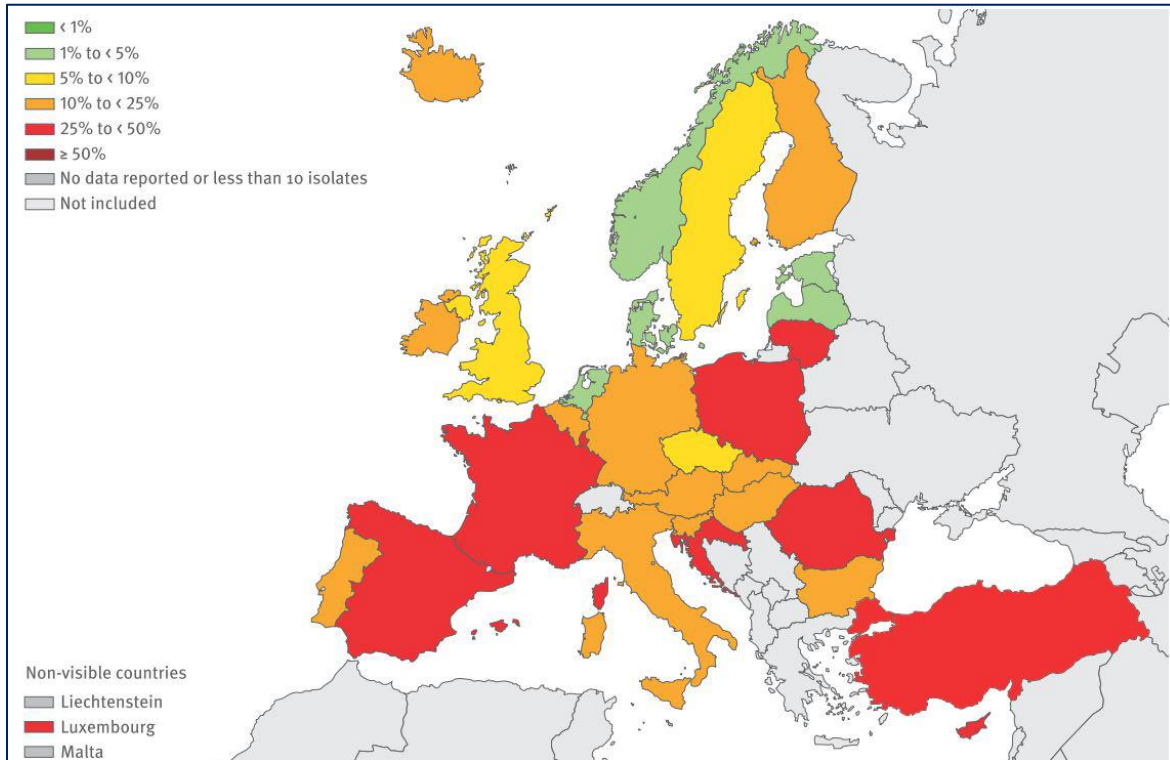 < 1%
1% to < 5%
5% to < 10%
10% to < 25%
25% to < 50%
≥ 50%
No data reported or less than 10 isolates
Not included
Non-visible countries
Liechtenstein
Luxembourg
Malta